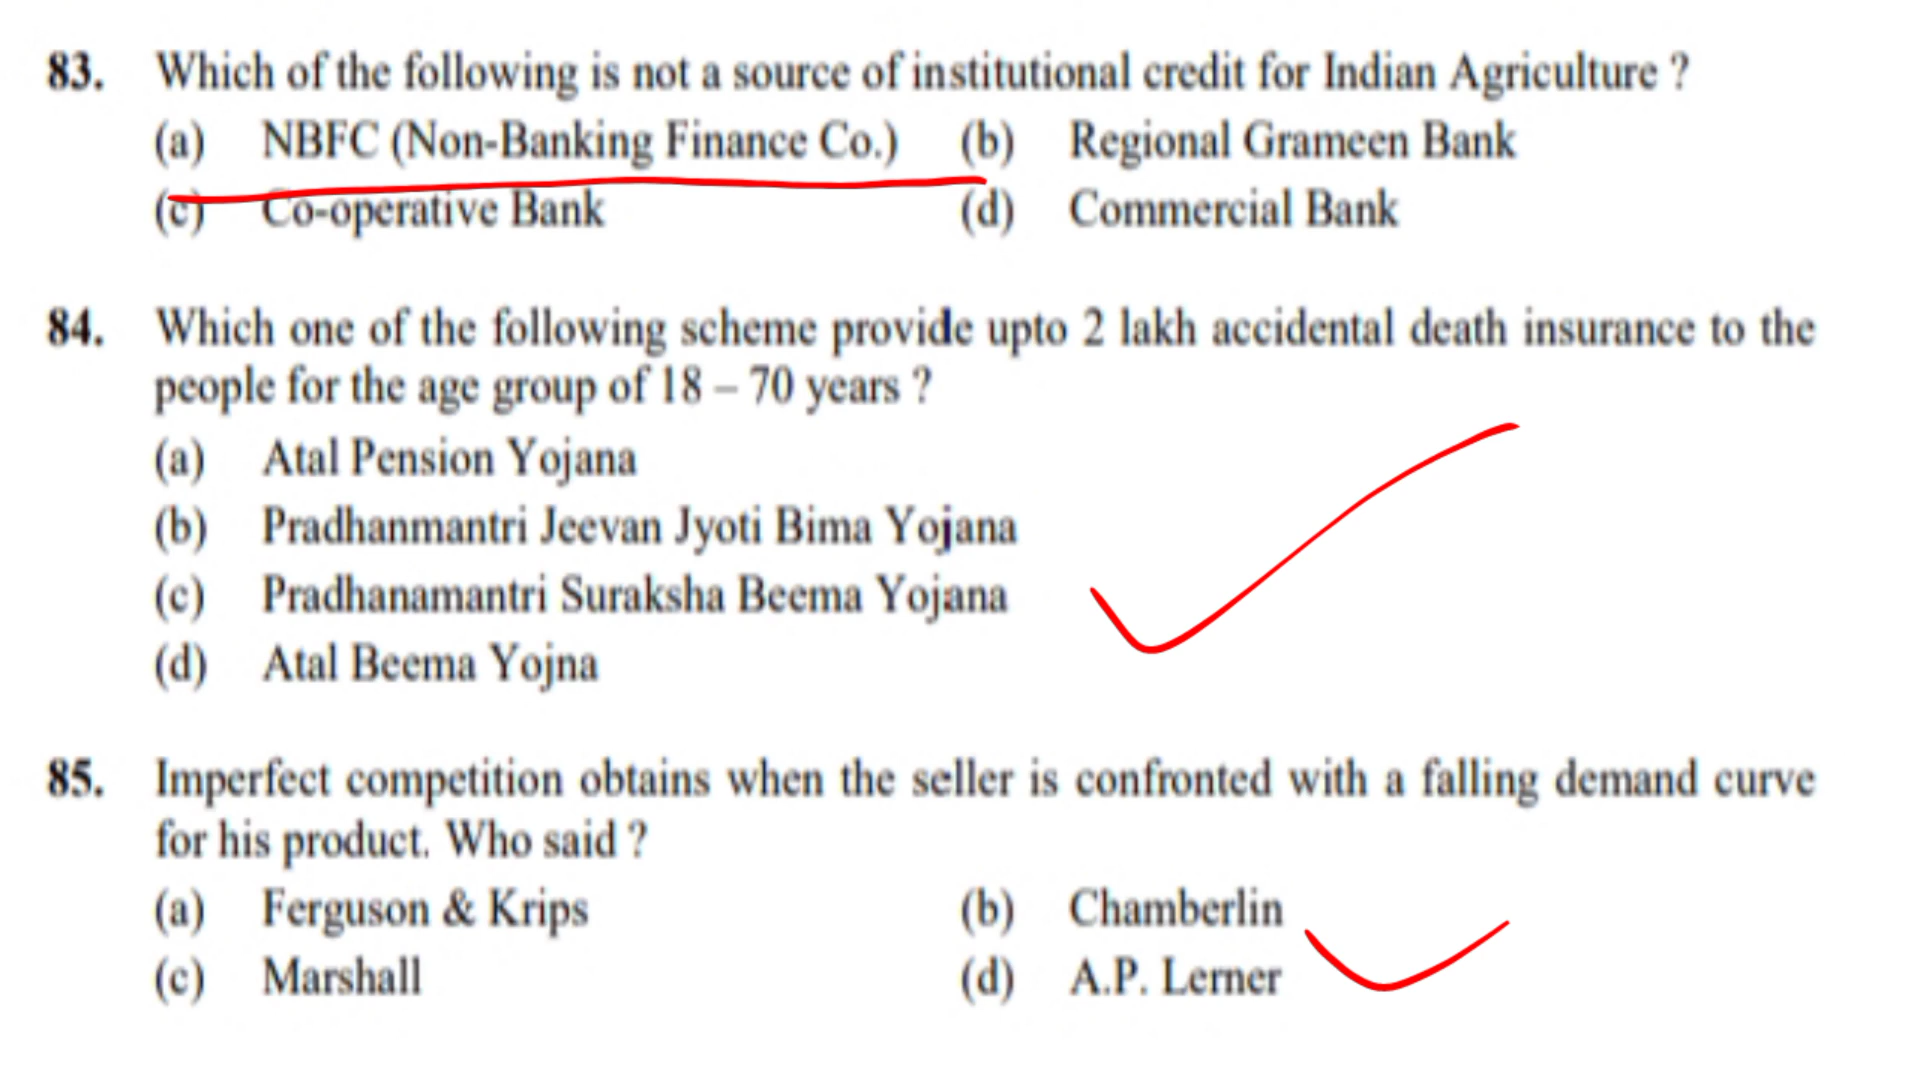 83. Which of the following is not a source of institutional credit for Indian Agriculture ?
(a) NBFC (Non-Banking Finance Co.) (b) Regional Grameen Bank
(c) Co-operative Bank (d) Commercial Bank
84. Which one of the following scheme provide upto 2 lakh accidental death insurance to the
people for the age group of 18 – 70 years ?
(a) Atal Pension Yojana
(b) Pradhanmantri Jeevan Jyoti Bima Yojana
(c) Pradhanamantri Suraksha Beema Yojana
(d) Atal Beema Yojna
85. Imperfect competition obtains when the seller is confronted with a falling demand curve
for his product. Who said ?
(a) Ferguson & Krips (b) Chamberlin
(c) Marshall (d) A.P. Lerner